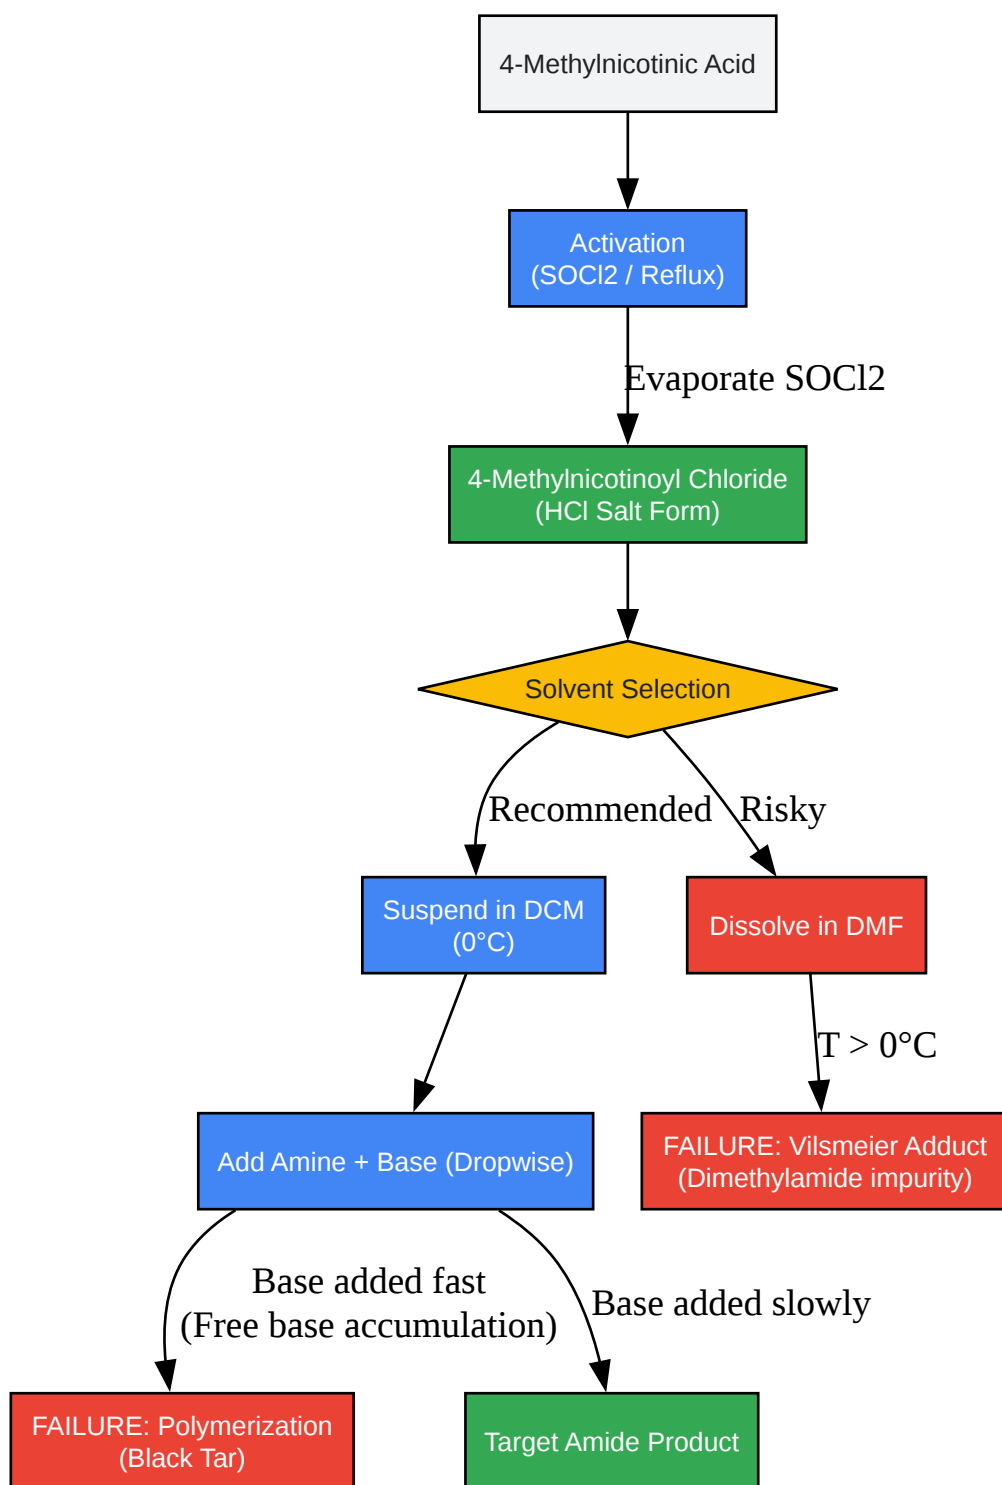 4-Methylnicotinic Acid
Activation
(SOCl2 / Reflux)
Evaporate SOCl2
4-Methylnicotinoyl Chloride
(HCl Salt Form)
Solvent Selection
Recommended
Risky
Suspend in DCM
(0°C)
Dissolve in DMF
T > 0°C
Add Amine + Base (Dropwise)
FAILURE: Vilsmeier Adduct
(Dimethylamide impurity)
Base added fast
(Free base accumulation)
Base added slowly
FAILURE: Polymerization
(Black Tar)
Target Amide Product